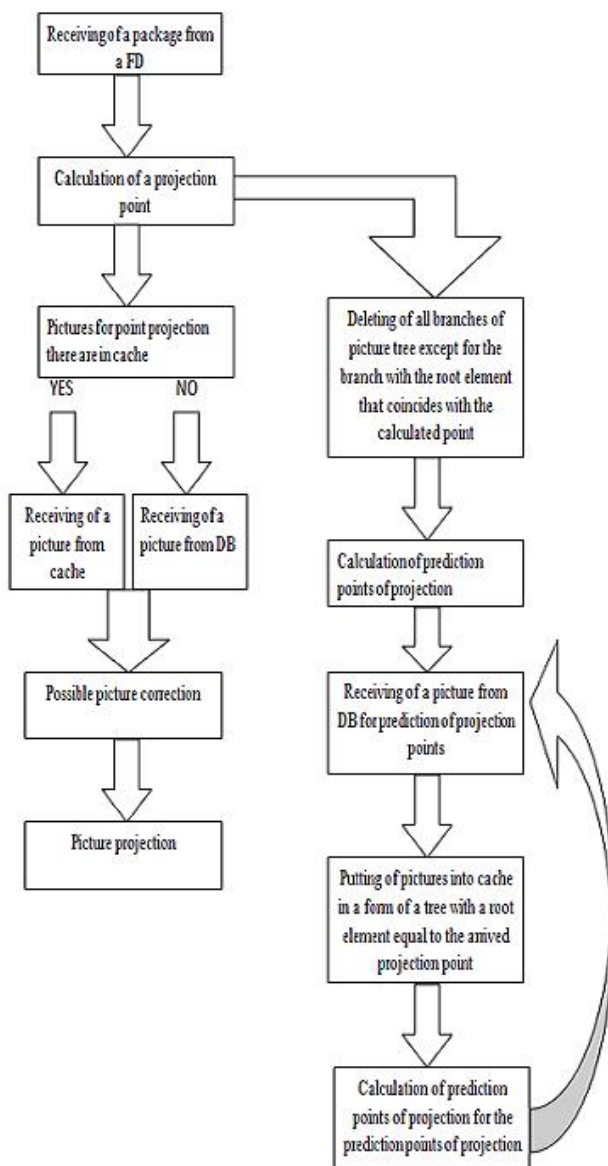 Receiving of a package from
a FD
Calculation of a projection
point
Pictures for point projection
there are in cache
YES
NO
Receiving of a
picture from
cache
Receiving of a
picture from DB
Possible picture correction
Picture projection
Deleting of all branches of
picture tree except for the
branch with the root element
that coincides with the
calculated point
Calculation of prediction
points of projection
Receiving of a picture from
DB for prediction of projection
points
Putting of pictures into cache
in a form of a tree with a root
element equal to the arrived
projection point
Calculation of prediction
points of projection for the
prediction points of projection